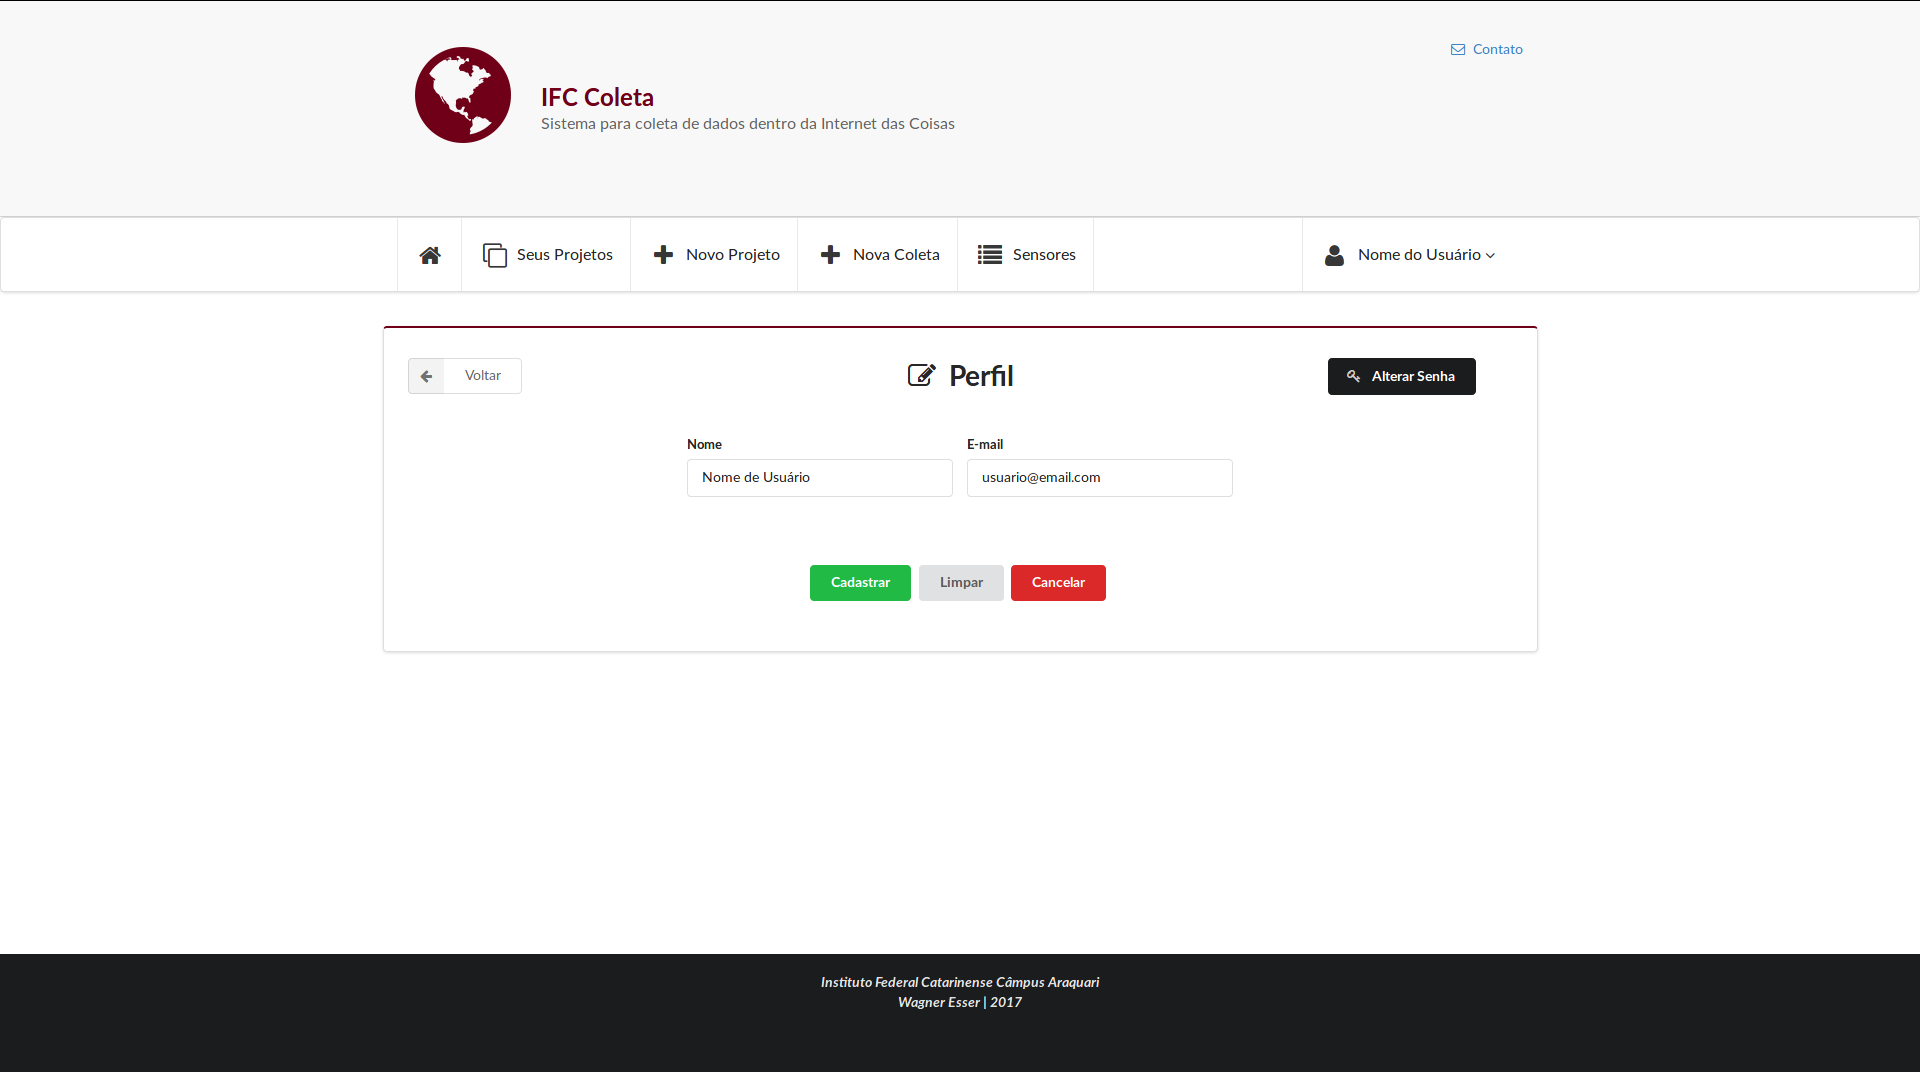 Contato
IFC Coleta
Sistema para coleta de dados dentro da Internet das Coisas
Seus Projetos
Novo Projeto
Nova Coleta
Sensores
Nome do Usuário
Voltar
Perfil
Alterar Senha
Nome
E-mail
Nome de Usuário
usuario@email.com
Cadastrar
Limpar
Cancelar
Instituto Federal Catarinense Câmpus Araquari
Wagner Esser | 2017